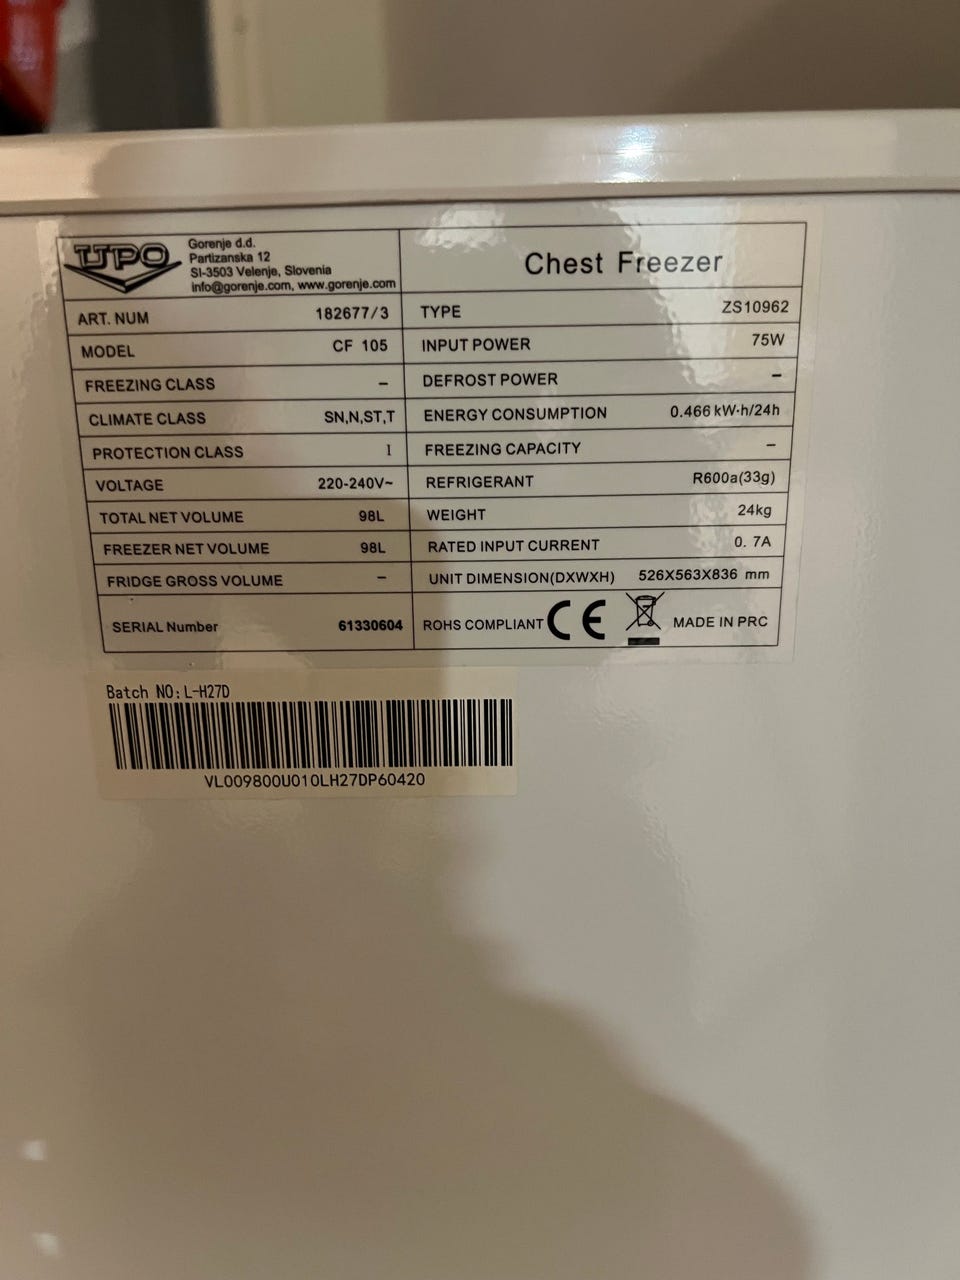 UPO
Gorenje d.d.
Partizanska 12
SI-3503 Velenje, Slovenia
info@gorenje.com, www.gorenje.com
Chest Freezer
ART. NUM 182677/3
TYPE ZS10962
MODEL CF 105
INPUT POWER 75W
FREEZING CLASS –
DEFROST POWER –
CLIMATE CLASS SN,N,ST,T
ENERGY CONSUMPTION 0.466 kW·h/24h
PROTECTION CLASS I
FREEZING CAPACITY –
VOLTAGE 220-240V~
REFRIGERANT R600a(33g)
TOTAL NET VOLUME 98L
WEIGHT 24kg
FREEZER NET VOLUME 98L
RATED INPUT CURRENT 0. 7A
FRIDGE GROSS VOLUME –
UNIT DIMENSION(DXWXH) 526X563X836 mm
SERIAL Number 61330604
ROHS COMPLIANT CE MADE IN PRC
Batch NO: L-H27D
VL009800U010LH27DP60420